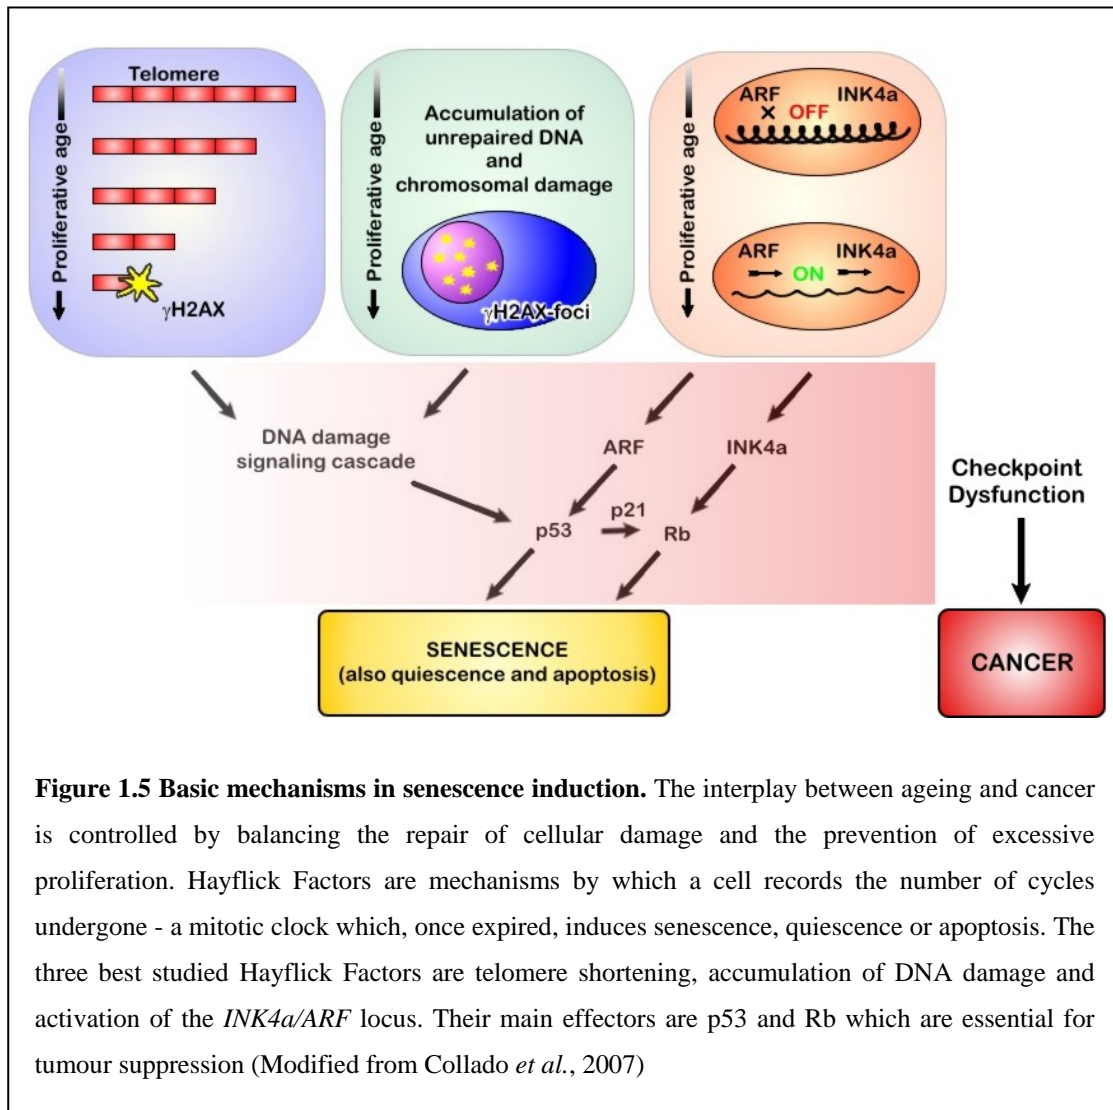 Telomere
Proliferative age
γH2AX
Proliferative age
Accumulation of
unrepaired DNA
and
chromosomal damage
γH2AX-foci
Proliferative age
ARF INK4a
× OFF
ARF INK4a
ON
DNA damage
signaling cascade
ARF
INK4a
p53
p21
Rb
Checkpoint
Dysfunction
SENESCENCE
(also quiescence and apoptosis)
CANCER
Figure 1.5 Basic mechanisms in senescence induction. The interplay between ageing and cancer
is controlled by balancing the repair of cellular damage and the prevention of excessive
proliferation. Hayflick Factors are mechanisms by which a cell records the number of cycles
undergone - a mitotic clock which, once expired, induces senescence, quiescence or apoptosis. The
three best studied Hayflick Factors are telomere shortening, accumulation of DNA damage and
activation of the INK4a/ARF locus. Their main effectors are p53 and Rb which are essential for
tumour suppression (Modified from Collado et al., 2007)